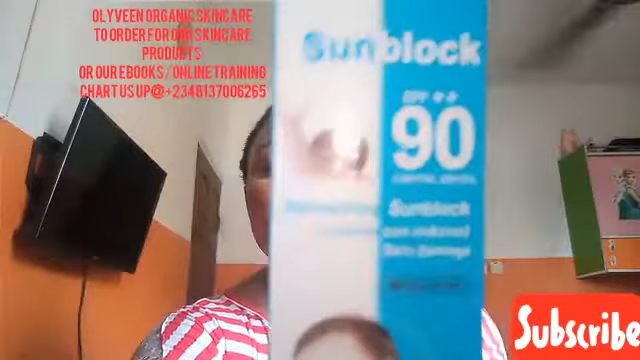 OLYVEEN ORGANIC SKINCARE
TO ORDER FOR OUR SKINCARE
PRODUCTS
OR OUR EBOOKS/ONLINE TRAINING
CHART US UP@ +2348137006265
Sunblock
90
Sunblock
Subscribe